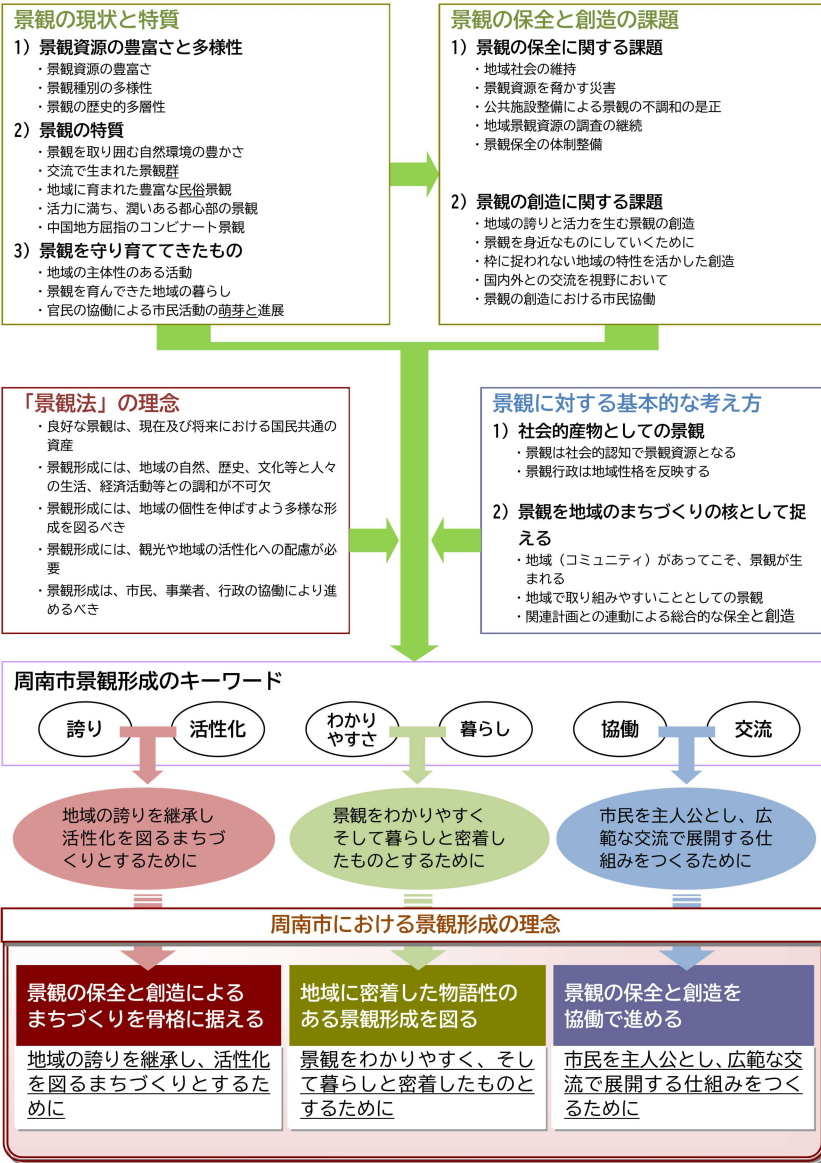 景観の現状と特質
1）景観資源の豊富さと多様性
・景観資源の豊富さ
・景観種別の多様性
・景観の歴史的多層性
2）景観の特質
・景観を取り囲む自然環境の豊かさ
・交流で生まれた景観群
・地域に育まれた豊富な民俗景観
・活力に満ち、潤いある都心部の景観
・中国地方屈指のコンビナート景観
3）景観を守り育ててきたもの
・地域の主体性のある活動
・景観を育んできた地域の暮らし
・官民の協働による市民活動の萌芽と進展
景観の保全と創造の課題
1）景観の保全に関する課題
・地域社会の維持
・景観資源を脅かす災害
・公共施設整備による景観の不調和の是正
・地域景観資源の調査の継続
・景観保全の体制整備
2）景観の創造に関する課題
・地域の誇りと活力を生む景観の創造
・景観を身近なものにしていくために
・枠に捉われない地域の特性を活かした創造
・国内外との交流を視野において
・景観の創造における市民協働
「景観法」の理念
・良好な景観は、現在及び将来における国民共通の
資産
・景観形成には、地域の自然、歴史、文化等と人々
の生活、経済活動等との調和が不可欠
・景観形成には、地域の個性を伸ばすよう多様な形
成を図るべき
・景観形成には、観光や地域の活性化への配慮が必
要
・景観形成は、市民、事業者、行政の協働により進
めるべき
景観に対する基本的な考え方
1）社会的産物としての景観
・景観は社会的認知で景観資源となる
・景観行政は地域性格を反映する
2）景観を地域のまちづくりの核として捉
える
・地域（コミュニティ）があってこそ、景観が生
まれる
・地域で取り組みやすいこととしての景観
・関連計画との連動による総合的な保全と創造
周南市景観形成のキーワード
誇り
活性化
わかり
やすさ
暮らし
協働
交流
地域の誇りを継承し
活性化を図るまちづ
くりとするために
景観をわかりやすく
そして暮らしと密着し
たものとするために
市民を主人公とし、広
範な交流で展開する仕
組みをつくるために
周南市における景観形成の理念
景観の保全と創造による
まちづくりを骨格に据える
地域の誇りを継承し、活性化
を図るまちづくりとするた
めに
地域に密着した物語性の
ある景観形成を図る
景観をわかりやすく、そし
て暮らしと密着したものと
するために
景観の保全と創造を
協働で進める
市民を主人公とし、広範な交
流で展開する仕組みをつく
るために